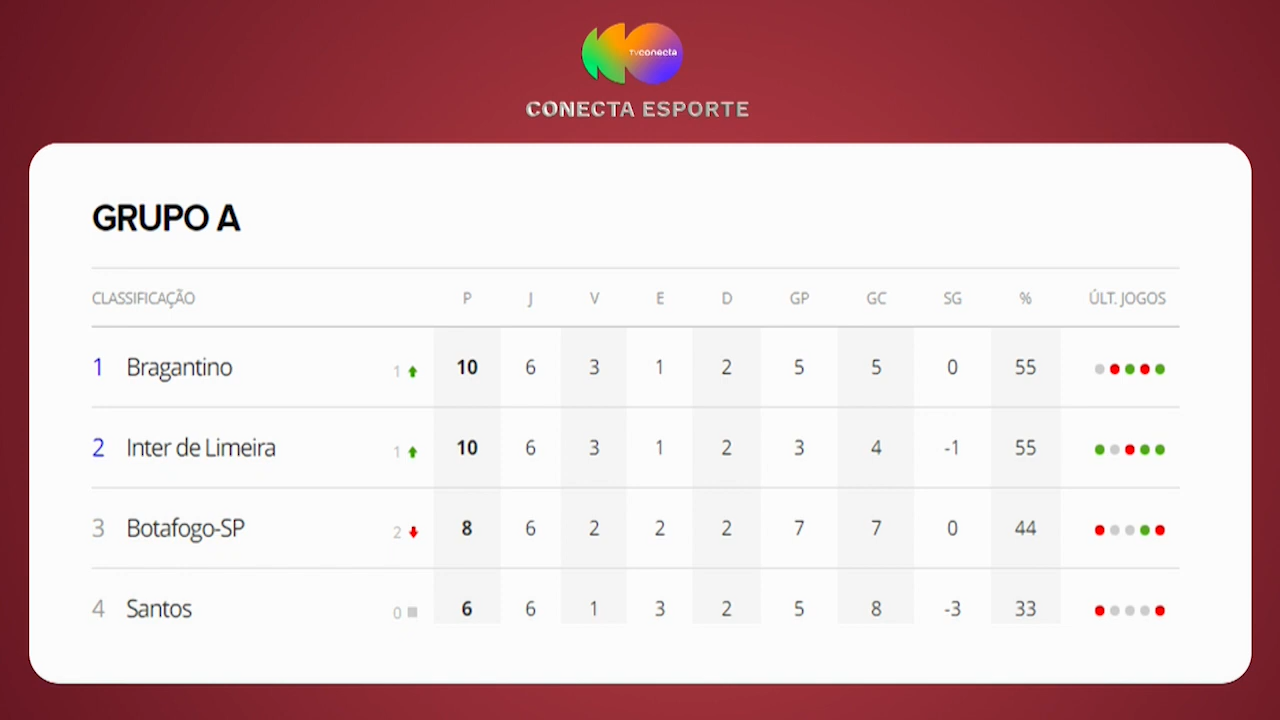 TVconecta
CONECTA ESPORTE
GRUPO A
CLASSIFICAÇÃO P J V E D GP GC SG % ÚLT. JOGOS
1 Bragantino 1 10 6 3 1 2 5 5 0 55
2 Inter de Limeira 1 10 6 3 1 2 3 4 -1 55
3 Botafogo-SP 2 8 6 2 2 2 7 7 0 44
4 Santos 0 6 6 1 3 2 5 8 -3 33